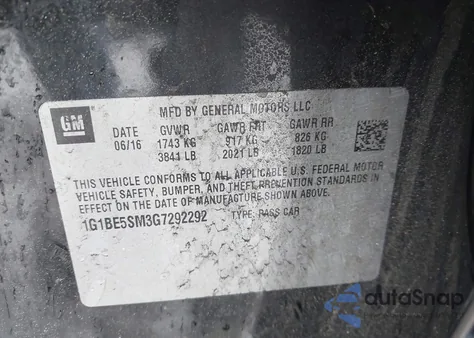 GM
MFD BY GENERAL MOTORS LLC
DATE GVWR GAWR FRT GAWR RR
06/16 1743 KG 917 KG 826 KG
3841 LB 2021 LB 1820 LB
THIS VEHICLE CONFORMS TO ALL APPLICABLE U.S. FEDERAL MOTOR
VEHICLE SAFETY, BUMPER, AND THEFT PREVENTION STANDARDS IN
EFFECT ON THE DATE OF MANUFACTURE SHOWN ABOVE.
1G1BE5SM3G7292292 TYPE: PASS CAR
autoSnap